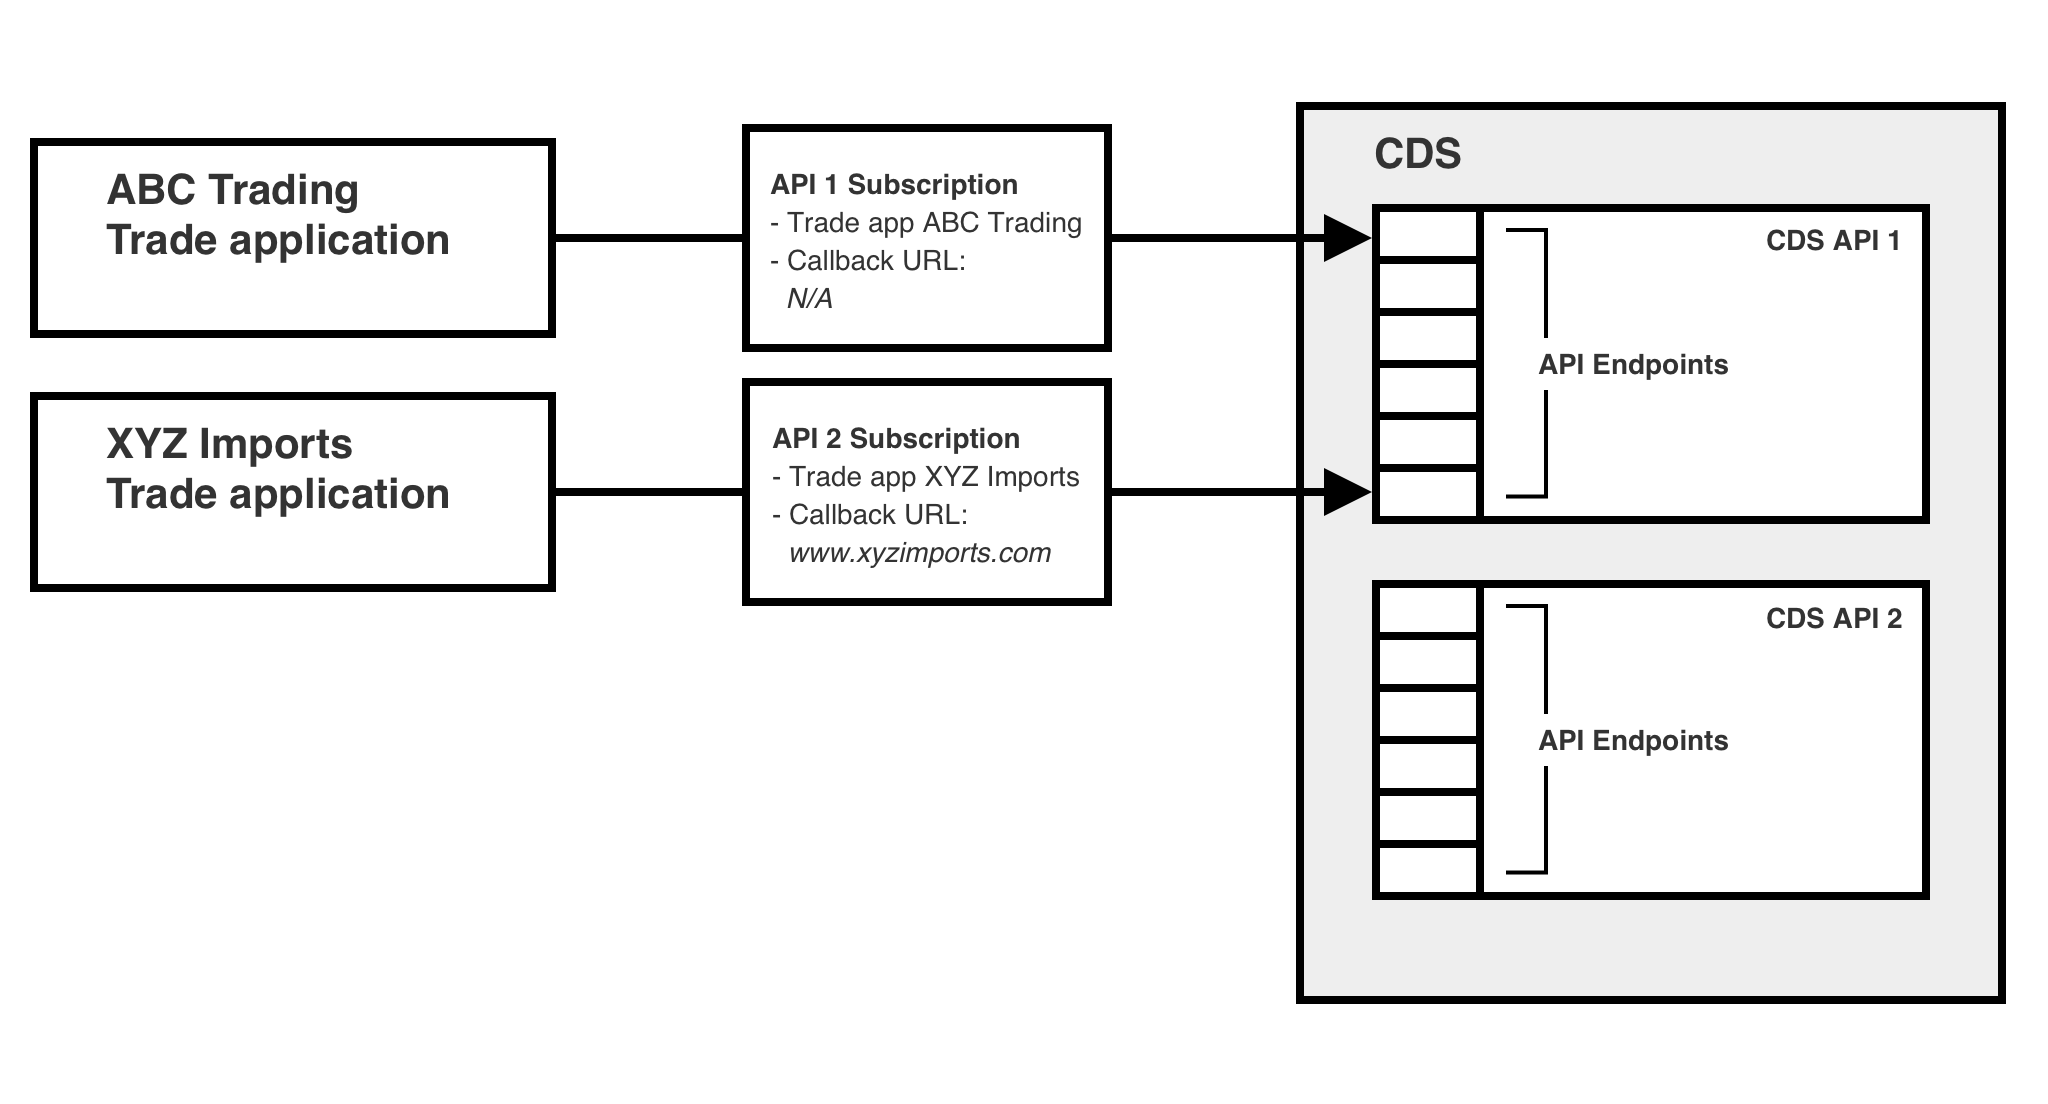 ABC Trading
Trade application
API 1 Subscription
- Trade app ABC Trading
- Callback URL:
N/A
XYZ Imports
Trade application
API 2 Subscription
- Trade app XYZ Imports
- Callback URL:
www.xyzimports.com
CDS
CDS API 1
API Endpoints
CDS API 2
API Endpoints